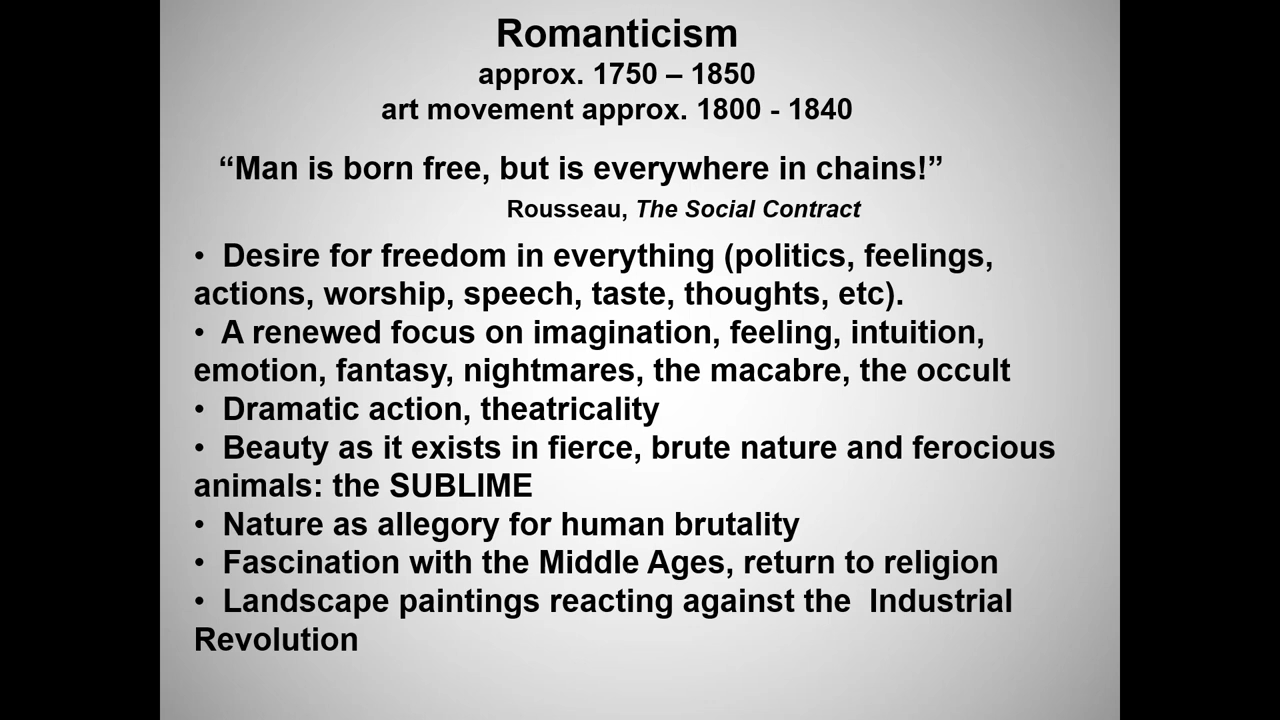 Romanticism
approx. 1750 – 1850
art movement approx. 1800 - 1840
“Man is born free, but is everywhere in chains!”
Rousseau, The Social Contract
• Desire for freedom in everything (politics, feelings,
actions, worship, speech, taste, thoughts, etc).
• A renewed focus on imagination, feeling, intuition,
emotion, fantasy, nightmares, the macabre, the occult
• Dramatic action, theatricality
• Beauty as it exists in fierce, brute nature and ferocious
animals: the SUBLIME
• Nature as allegory for human brutality
• Fascination with the Middle Ages, return to religion
• Landscape paintings reacting against the  Industrial
Revolution